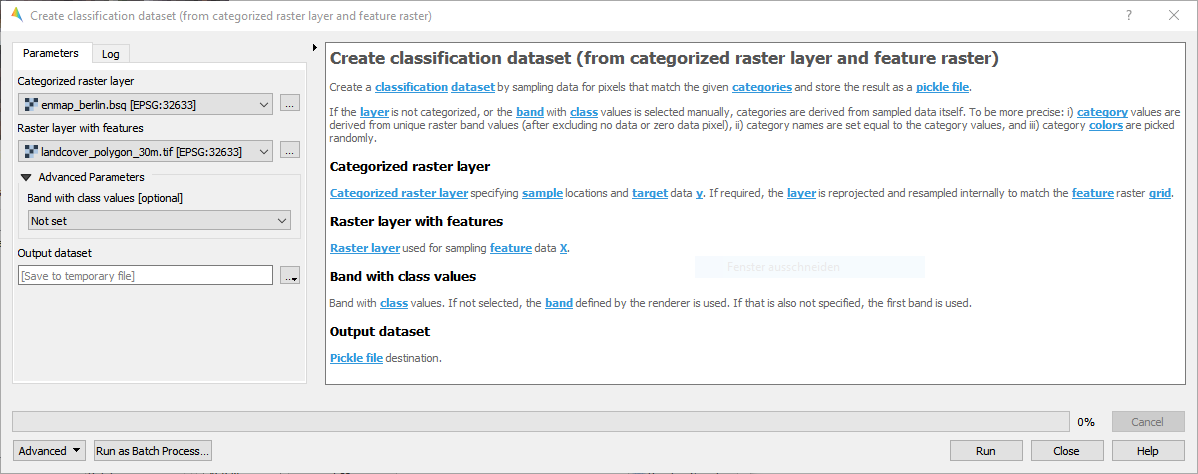 Create classification dataset (from categorized raster layer and feature raster)
?
Parameters
Log
Categorized raster layer
enmap_berlin.bsq [EPSG:32633]
...
Raster layer with features
landcover_polygon_30m.tif [EPSG:32633]
...
Advanced Parameters
Band with class values [optional]
Not set
Output dataset
[Save to temporary file]
...
Create classification dataset (from categorized raster layer and feature raster)
Create a classification dataset by sampling data for pixels that match the given categories and store the result as a pickle file.
If the layer is not categorized, or the band with class values is selected manually, categories are derived from sampled data itself. To be more precise: i) category values are
derived from unique raster band values (after excluding no data or zero data pixel), ii) category names are set equal to the category values, and iii) category colors are picked
randomly.
Categorized raster layer
Categorized raster layer specifying sample locations and target data y. If required, the layer is reprojected and resampled internally to match the feature raster grid.
Raster layer with features
Raster layer used for sampling feature data X.
Fenster ausschneiden
Band with class values
Band with class values. If not selected, the band defined by the renderer is used. If that is also not specified, the first band is used.
Output dataset
Pickle file destination.
0%
Cancel
Advanced
Run as Batch Process...
Run
Close
Help